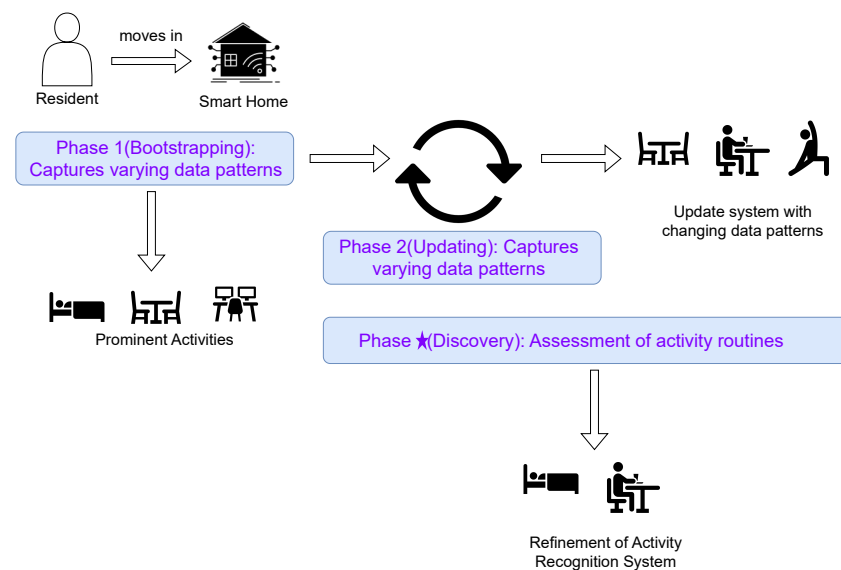 moves in
Resident
Smart Home
Phase 1(Bootstrapping):
Captures varying data patterns
Update system with
changing data patterns
Phase 2(Updating): Captures
varying data patterns
Prominent Activities
Phase ★(Discovery): Assessment of activity routines
Refinement of Activity
Recognition System